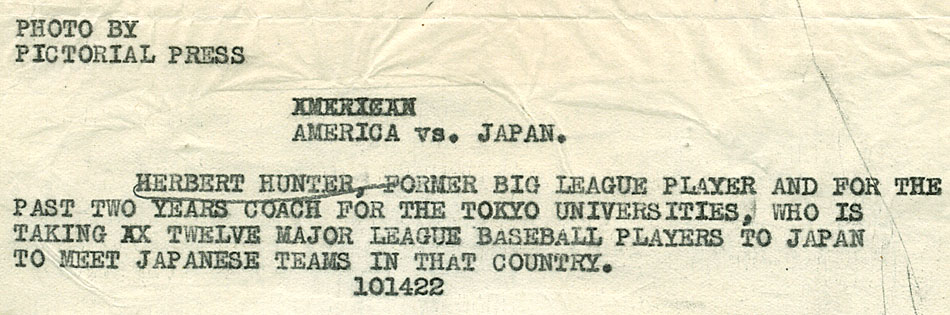 PHOTO BY
PICTORIAL PRESS
AMERICAN
AMERICA vs. JAPAN.
HERBERT HUNTER, FORMER BIG LEAGUE PLAYER AND FOR THE
PAST TWO YEARS COACH FOR THE TOKYO UNIVERSITIES, WHO IS
TAKING AX TWELVE MAJOR LEAGUE BASEBALL PLAYERS TO JAPAN
TO MEET JAPANESE TEAMS IN THAT COUNTRY.
101422